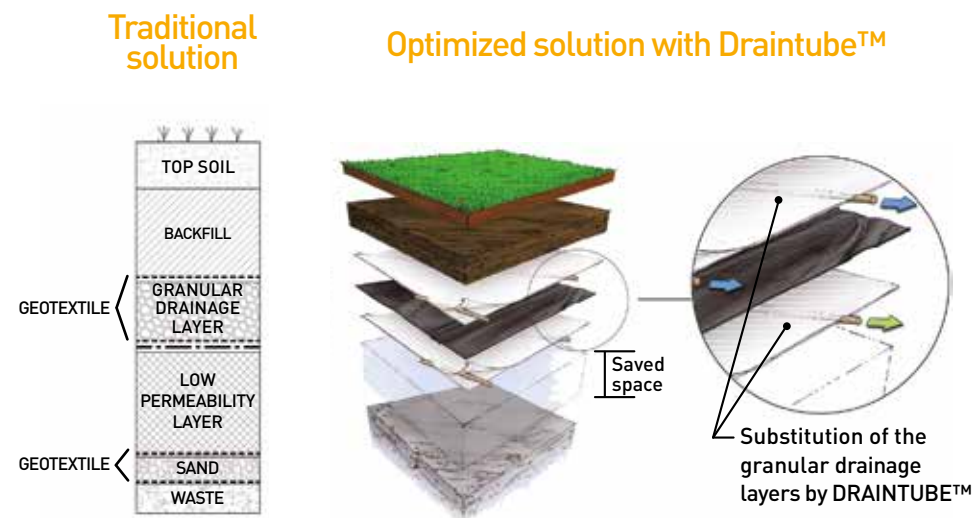 Traditional
solution
Optimized solution with Draintube™
TOP SOIL
BACKFILL
GEOTEXTILE
GRANULAR
DRAINAGE
LAYER
LOW
PERMEABILITY
LAYER
GEOTEXTILE
SAND
WASTE
Saved
space
Substitution of the
granular drainage
layers by DRAINTUBE™